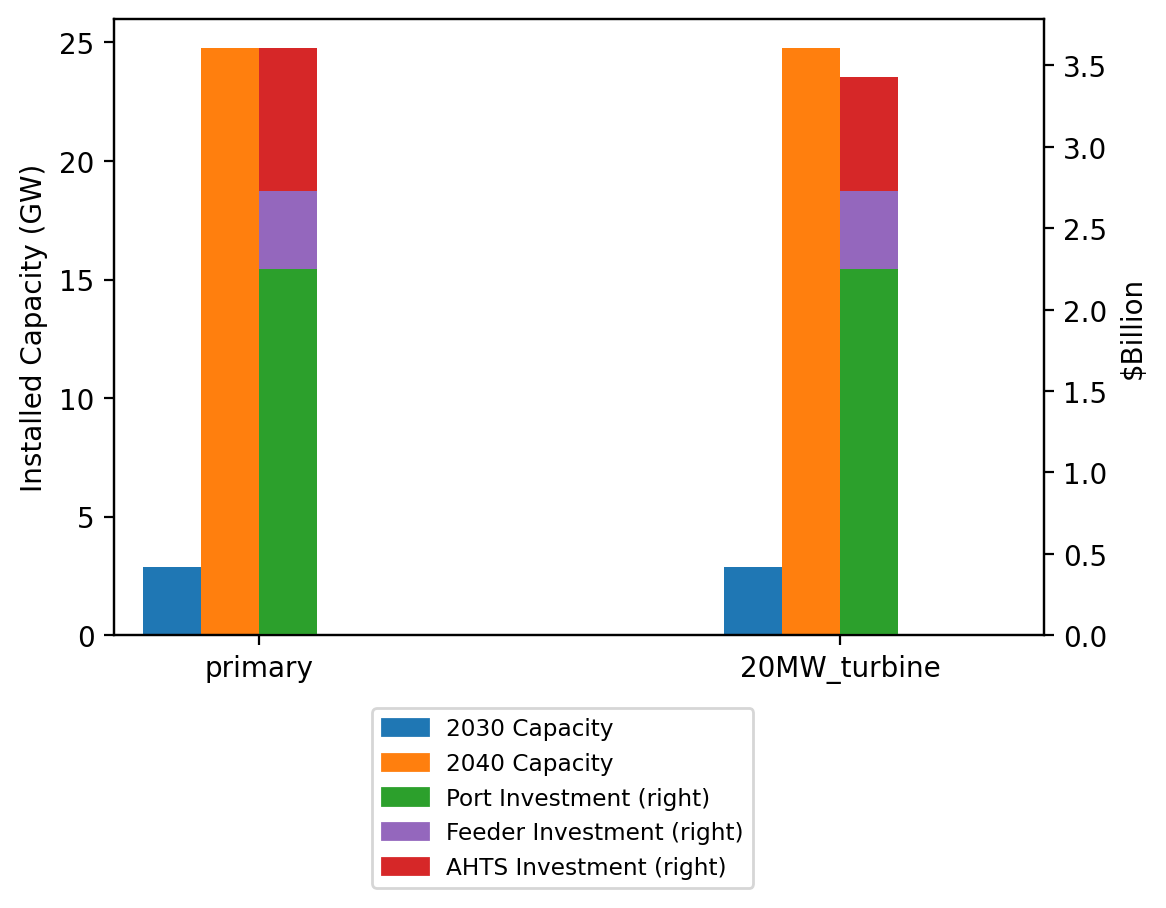 Installed Capacity (GW)
25
20
15
10
5
0
3.5
3.0
2.5
2.0
1.5
1.0
0.5
0.0
$Billion
primary
20MW_turbine
2030 Capacity
2040 Capacity
Port Investment (right)
Feeder Investment (right)
AHTS Investment (right)